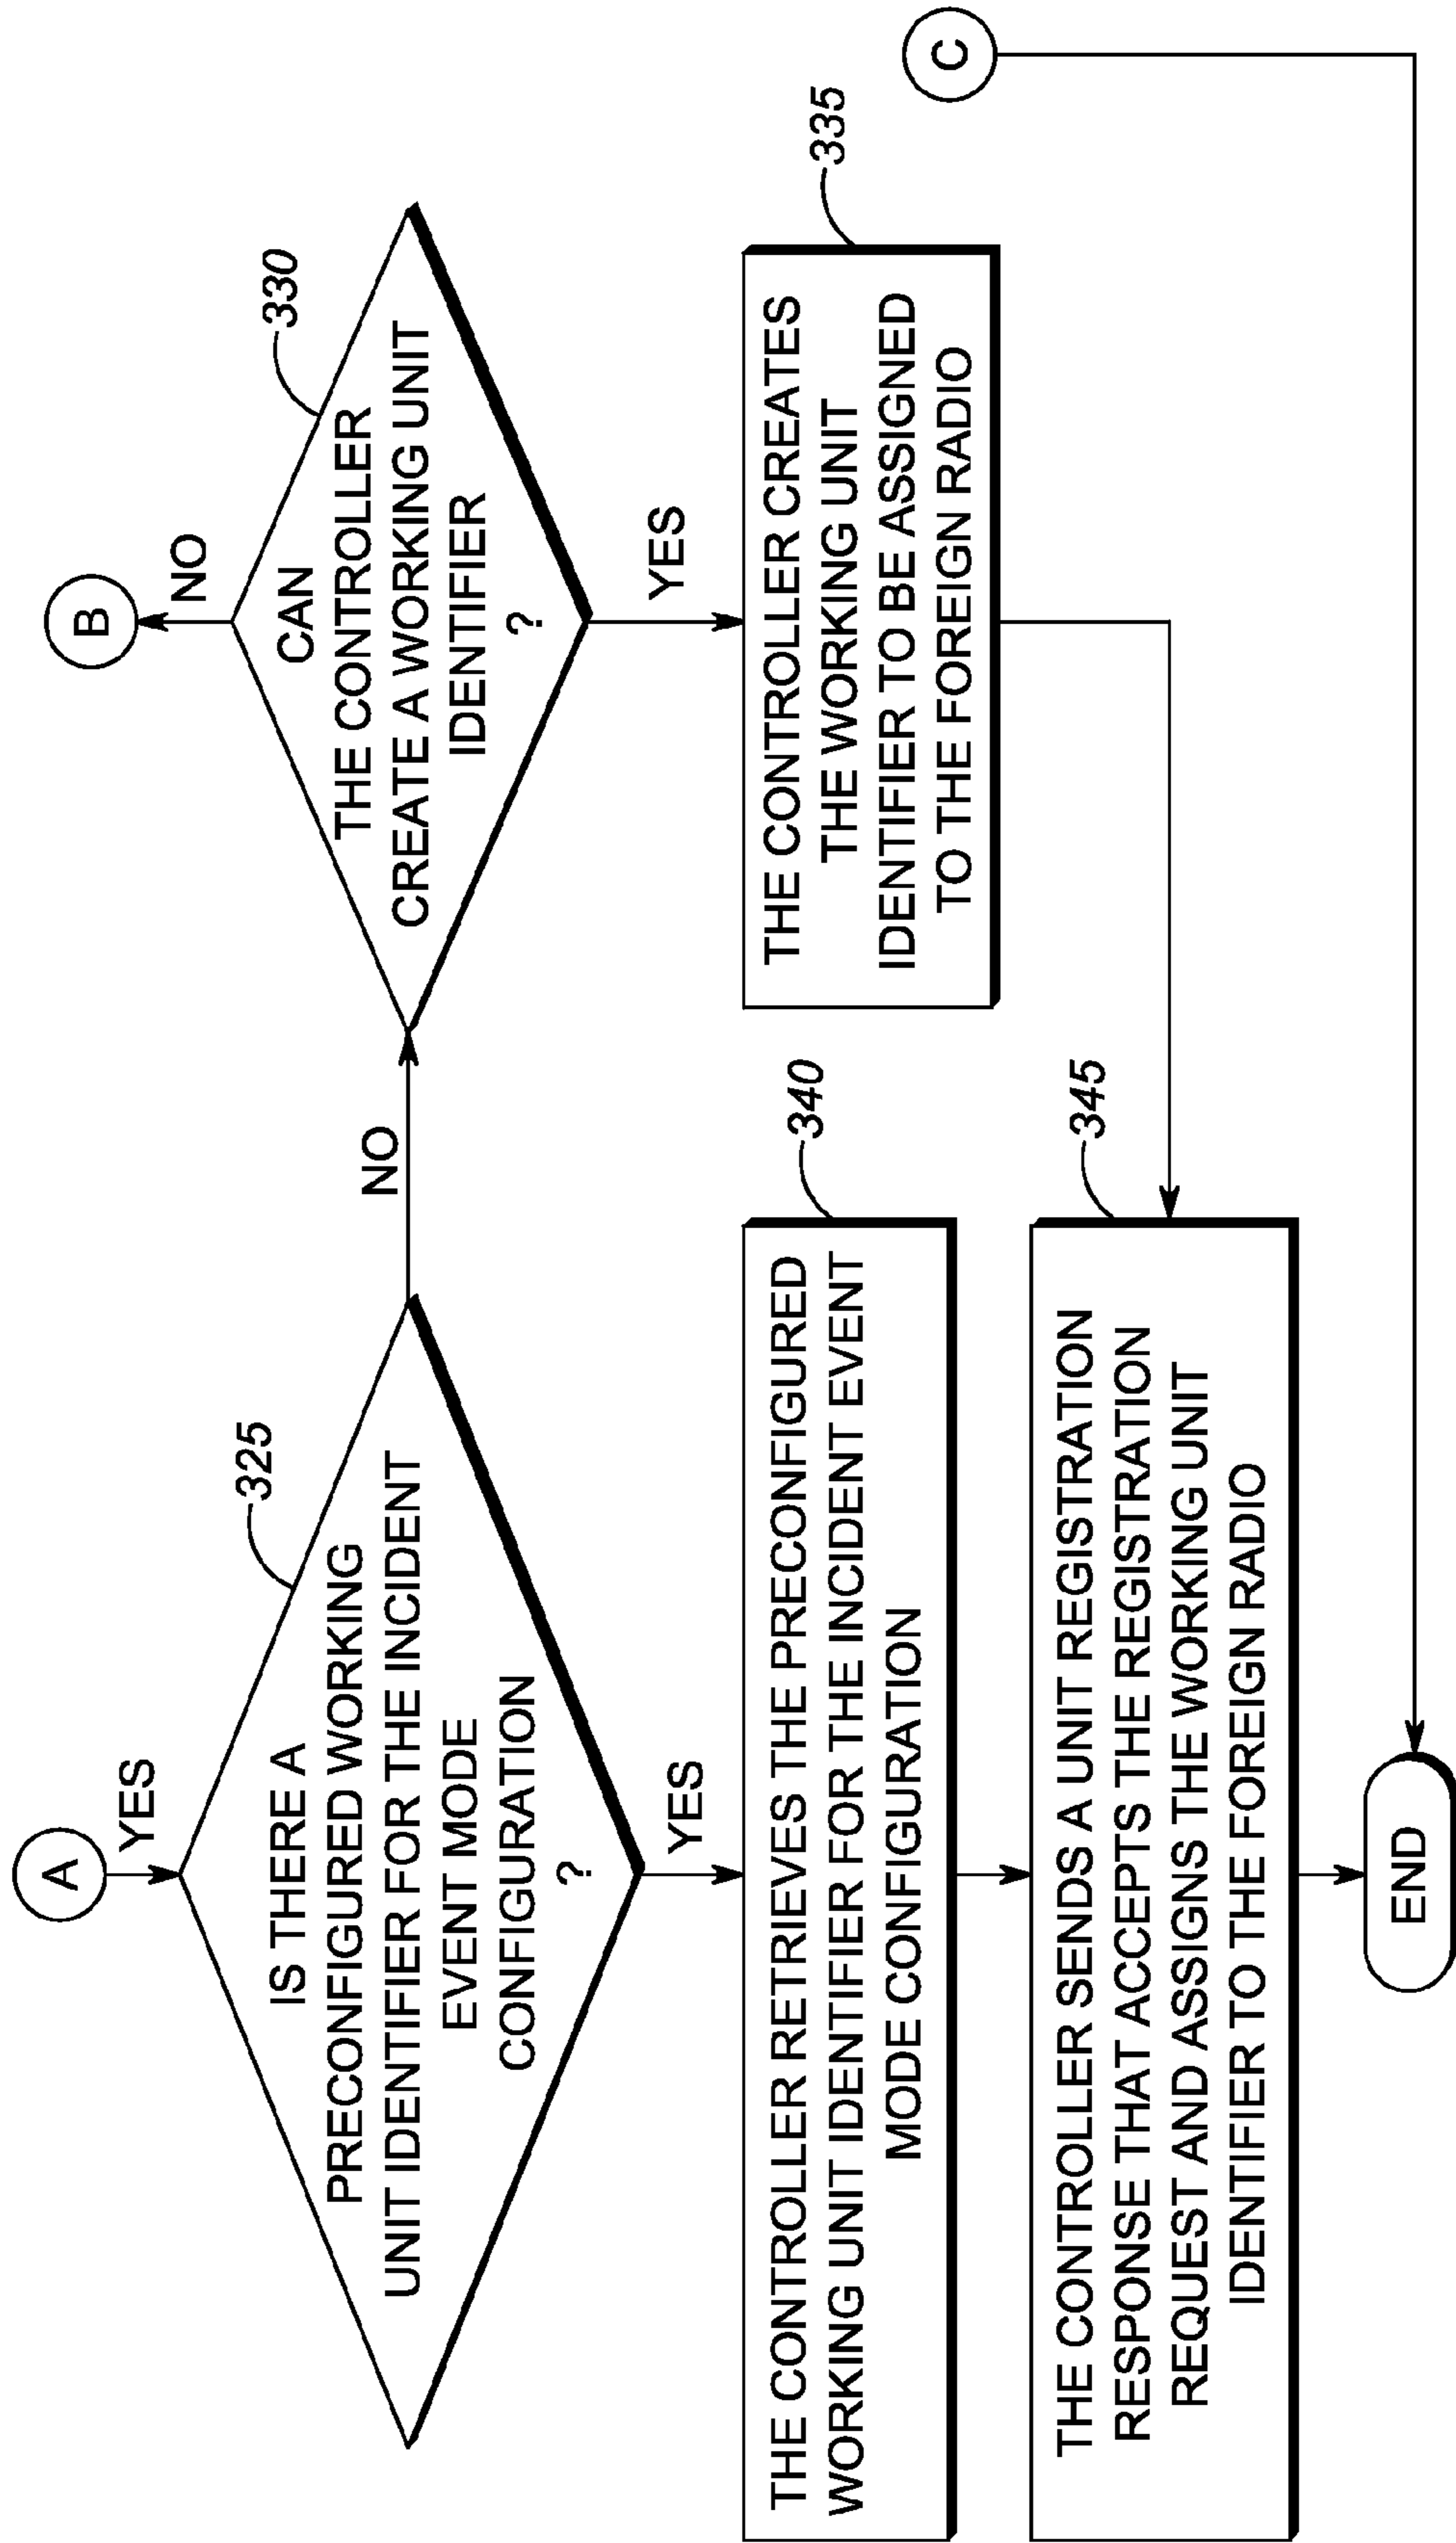 A
YES
325
IS THERE A
PRECONFIGURED WORKING
UNIT IDENTIFIER FOR THE INCIDENT
EVENT MODE
CONFIGURATION
?
NO
B
NO
330
CAN
THE CONTROLLER
CREATE A WORKING UNIT
IDENTIFIER
?
YES
YES
340
THE CONTROLLER RETRIEVES THE PRECONFIGURED
WORKING UNIT IDENTIFIER FOR THE INCIDENT EVENT
MODE CONFIGURATION
335
THE CONTROLLER CREATES
THE WORKING UNIT
IDENTIFIER TO BE ASSIGNED
TO THE FOREIGN RADIO
C
345
THE CONTROLLER SENDS A UNIT REGISTRATION
RESPONSE THAT ACCEPTS THE REGISTRATION
REQUEST AND ASSIGNS THE WORKING UNIT
IDENTIFIER TO THE FOREIGN RADIO
END